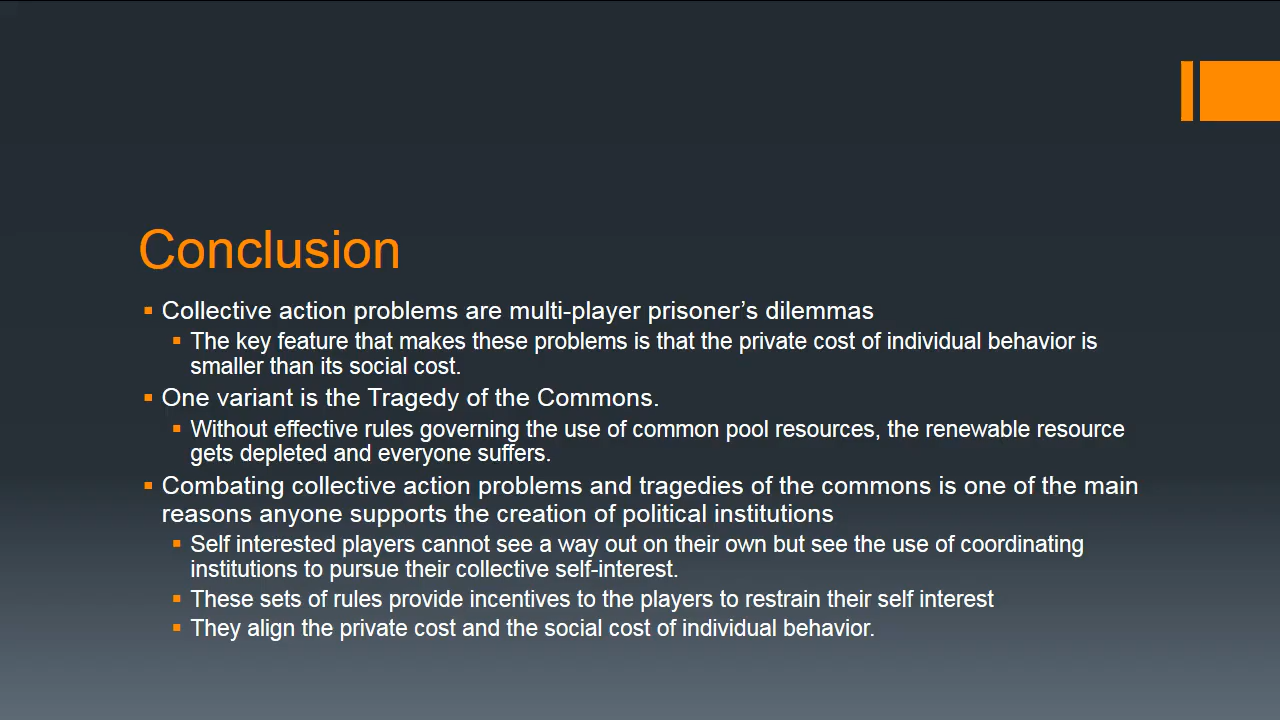 Conclusion
Collective action problems are multi-player prisoner’s dilemmas
The key feature that makes these problems is that the private cost of individual behavior is
smaller than its social cost.
One variant is the Tragedy of the Commons.
Without effective rules governing the use of common pool resources, the renewable resource
gets depleted and everyone suffers.
Combating collective action problems and tragedies of the commons is one of the main
reasons anyone supports the creation of political institutions
Self interested players cannot see a way out on their own but see the use of coordinating
institutions to pursue their collective self-interest.
These sets of rules provide incentives to the players to restrain their self interest
They align the private cost and the social cost of individual behavior.